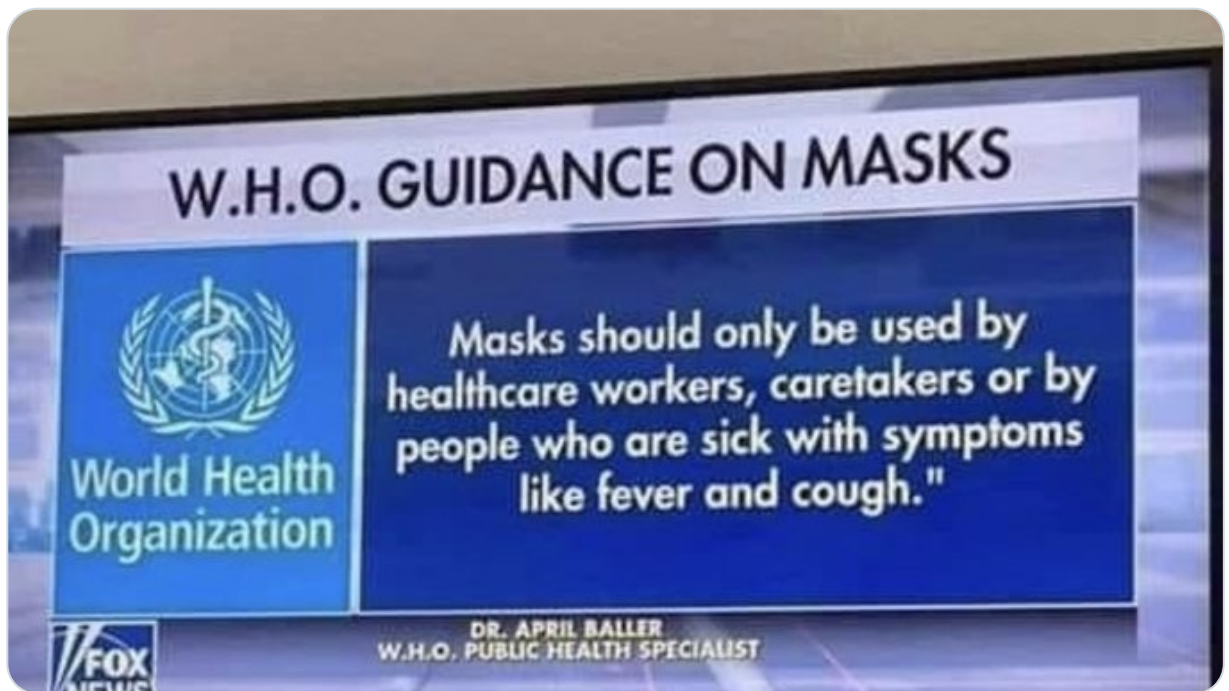 W.H.O. GUIDANCE ON MASKS
World Health
Organization
Masks should only be used by
healthcare workers, caretakers or by
people who are sick with symptoms
like fever and cough."
DR. APRIL BALLER
W.H.O. PUBLIC HEALTH SPECIALIST
FOX
NEWS